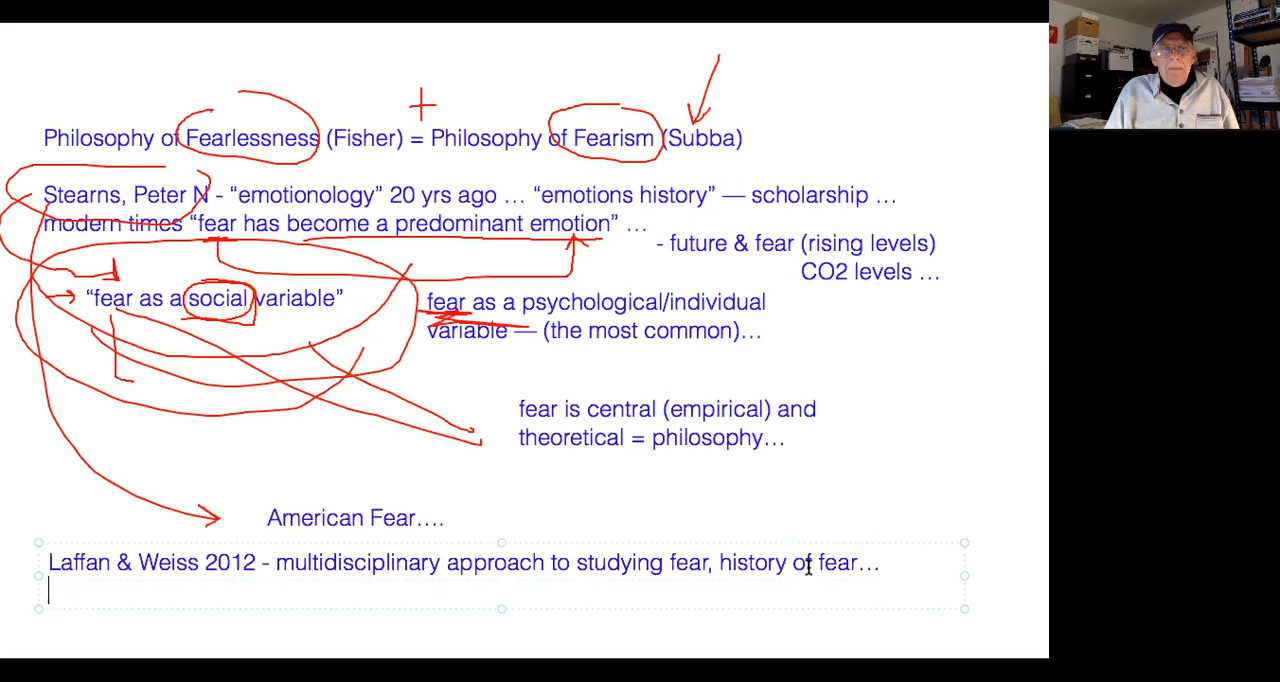 Philosophy of Fearlessness (Fisher) = Philosophy of Fearism (Subba)
+
Stearns, Peter N - “emotionology” 20 yrs ago … “emotions history” — scholarship …
modern times “fear has become a predominant emotion” …
- future & fear (rising levels)
CO2 levels …
“fear as a social variable”
fear as a psychological/individual
variable — (the most common)…
fear is central (empirical) and
theoretical = philosophy…
American Fear….
Laffan & Weiss 2012 - multidisciplinary approach to studying fear, history of fear…